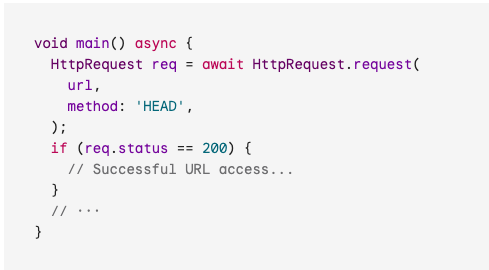 void main() async {
  HttpRequest req = await HttpRequest.request(
    url,
    method: 'HEAD',
  );
  if (req.status == 200) {
    // Successful URL access...
  }
  // ···
}